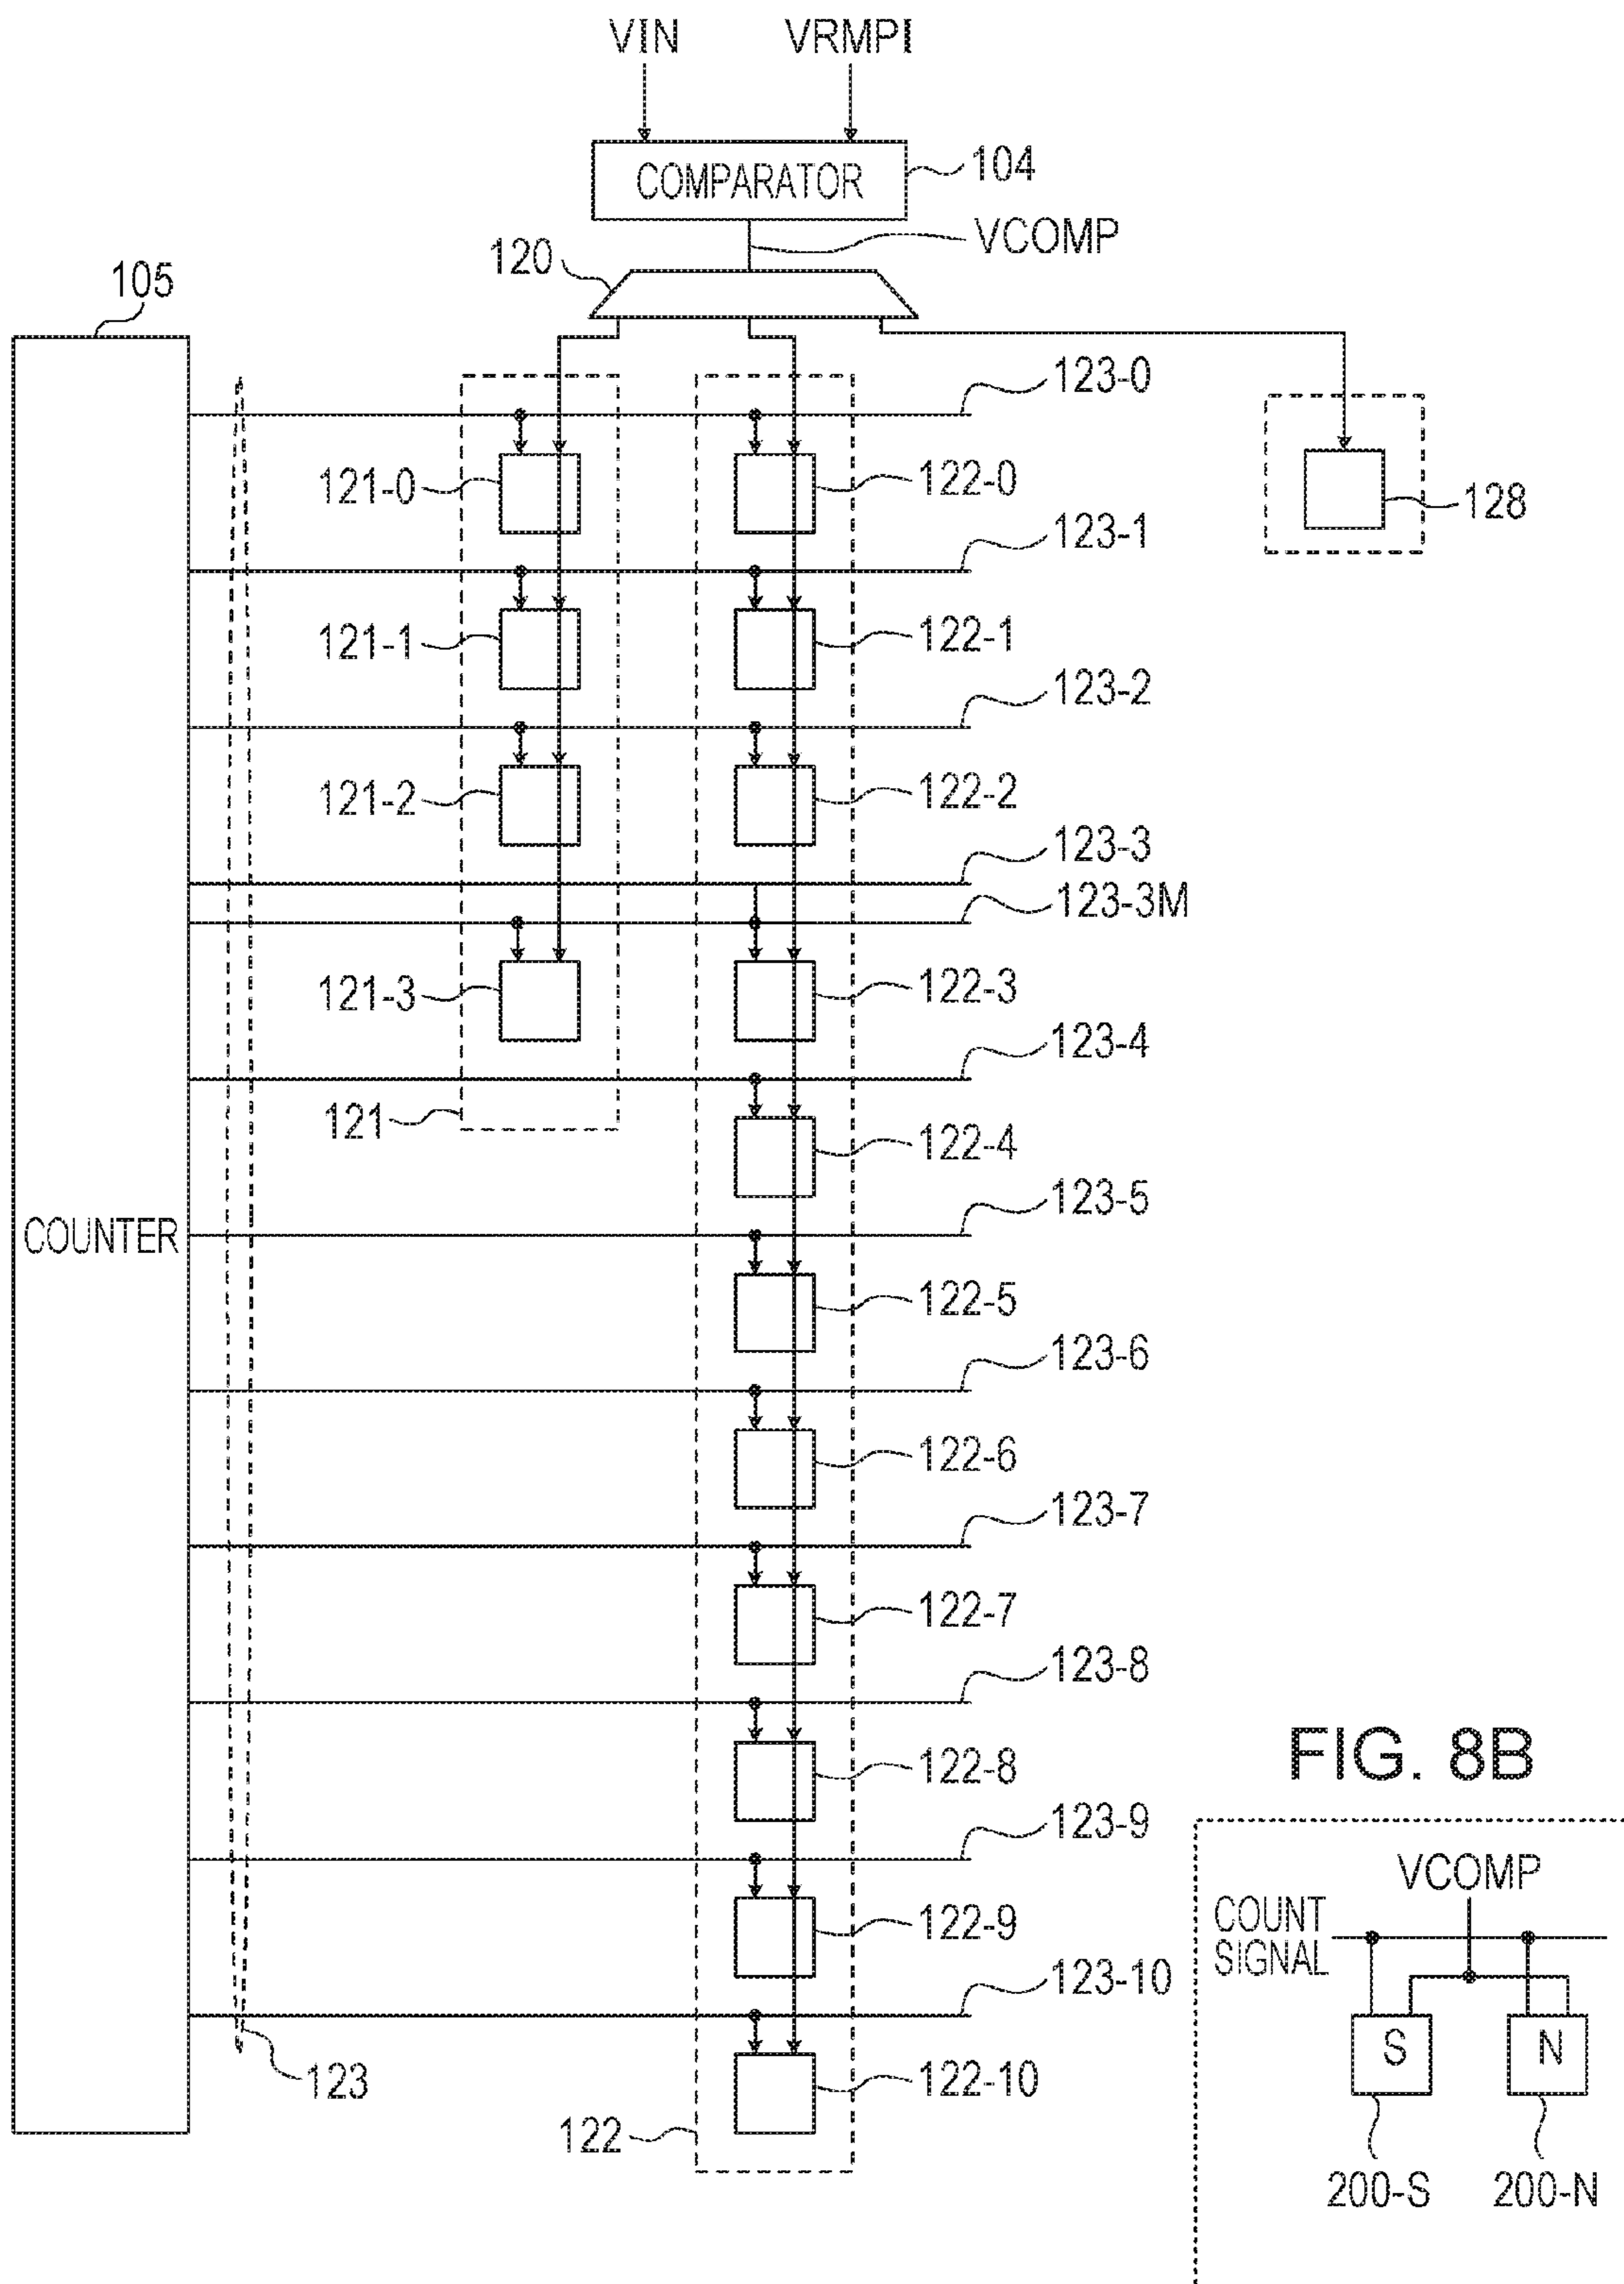 VIN VRMPI
COMPARATOR 104
VCOMP
120
105
123-0
121-0 122-0 128
123-1
121-1 122-1
123-2
121-2 122-2
123-3
123-3M
121-3 122-3
123-4
121 122-4
123-5
COUNTER
122-5
123-6
122-6
123-7
122-7
123-8
122-8
123-9
122-9
123-10
123 122-10
122
FIG. 8B
VCOMP
COUNT
SIGNAL
S N
200-S 200-N